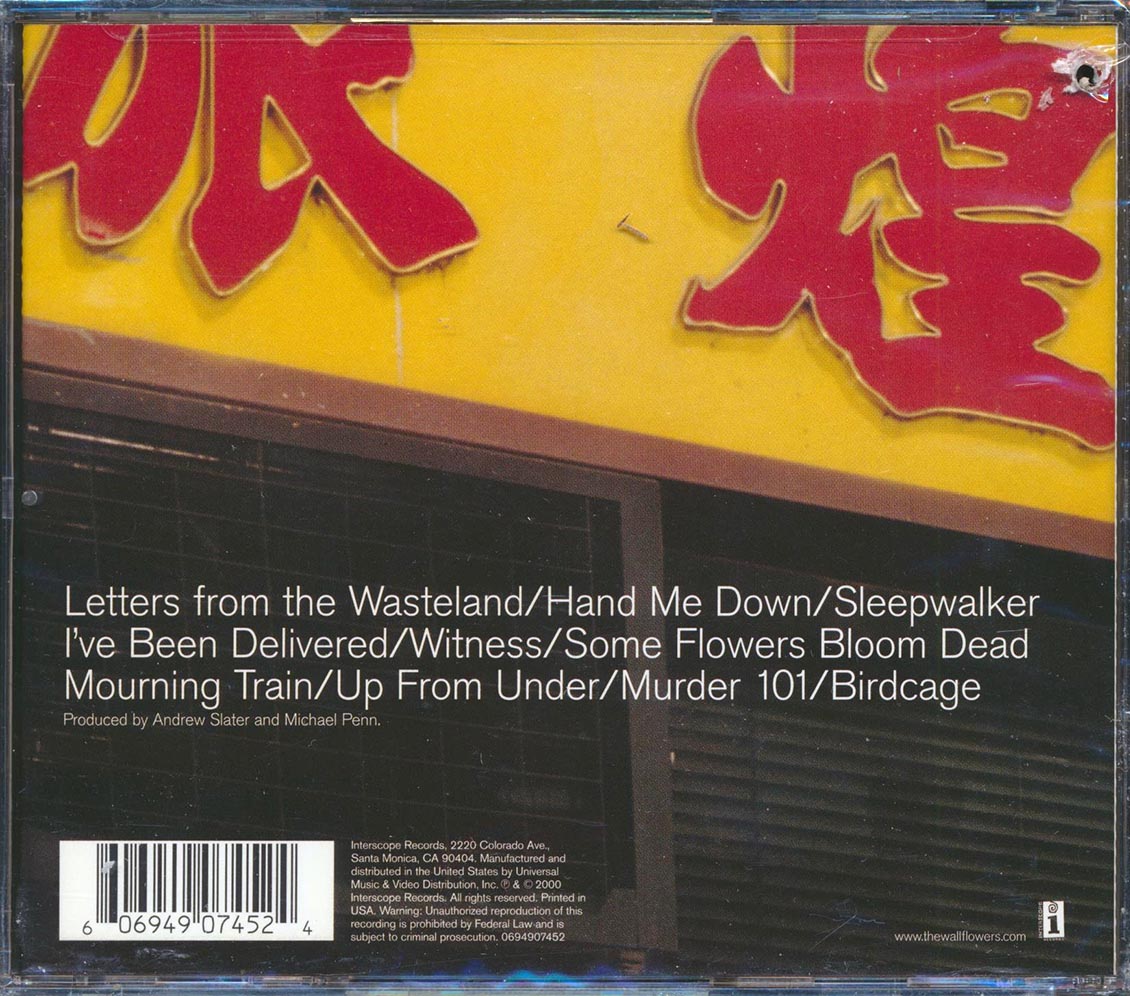 煌
Letters from the Wasteland/Hand Me Down/Sleepwalker
I've Been Delivered/Witness/Some Flowers Bloom Dead
Mourning Train/Up From Under/Murder 101/Birdcage
Produced by Andrew Slater and Michael Penn.
Interscope Records, 2220 Colorado Ave.,
Santa Monica, CA 90404. Manufactured and
distributed in the United States by Universal
Music & Video Distribution, Inc. ℗ & © 2000
Interscope Records. All rights reserved. Printed in
USA. Warning: Unauthorized reproduction of this
recording is prohibited by Federal Law and is
subject to criminal prosecution. 0694907452
6 06949 07452 4
www.thewallflowers.com
INTERSCOPE i